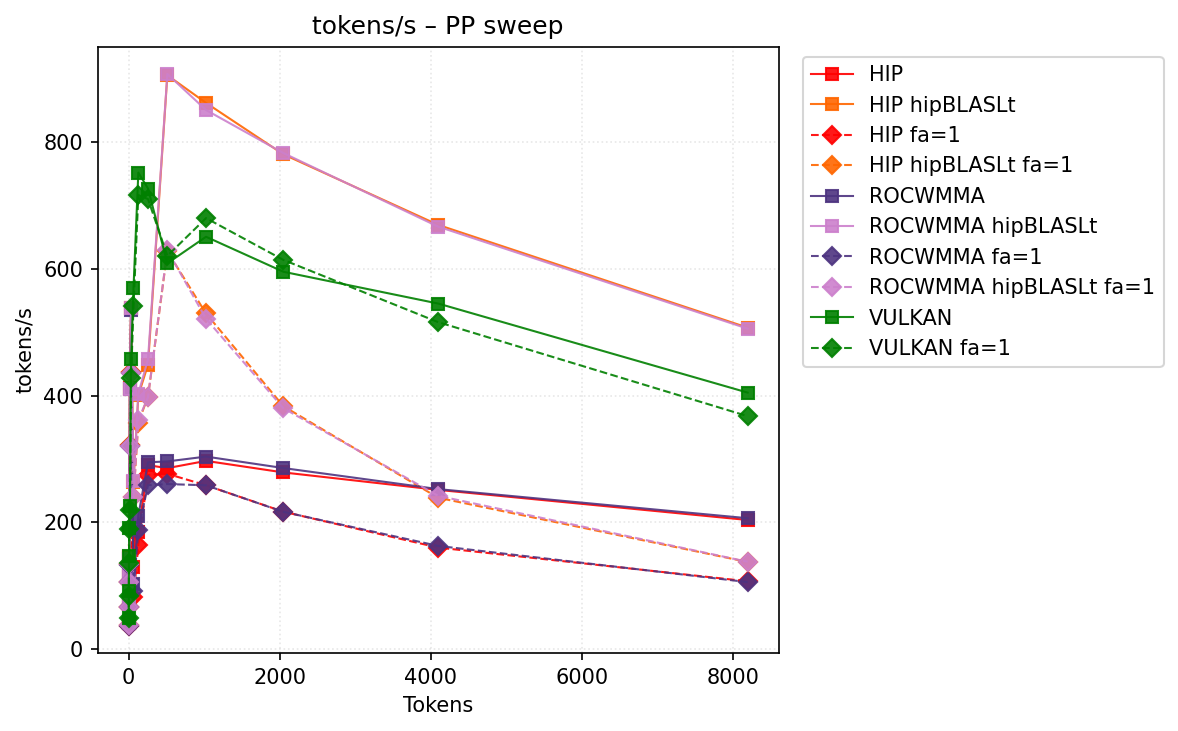 tokens/s – PP sweep
800
600
400
200
0
tokens/s
0
2000
4000
6000
8000
Tokens
HIP
HIP hipBLASLt
HIP fa=1
HIP hipBLASLt fa=1
ROCWMMA
ROCWMMA hipBLASLt
ROCWMMA fa=1
ROCWMMA hipBLASLt fa=1
VULKAN
VULKAN fa=1